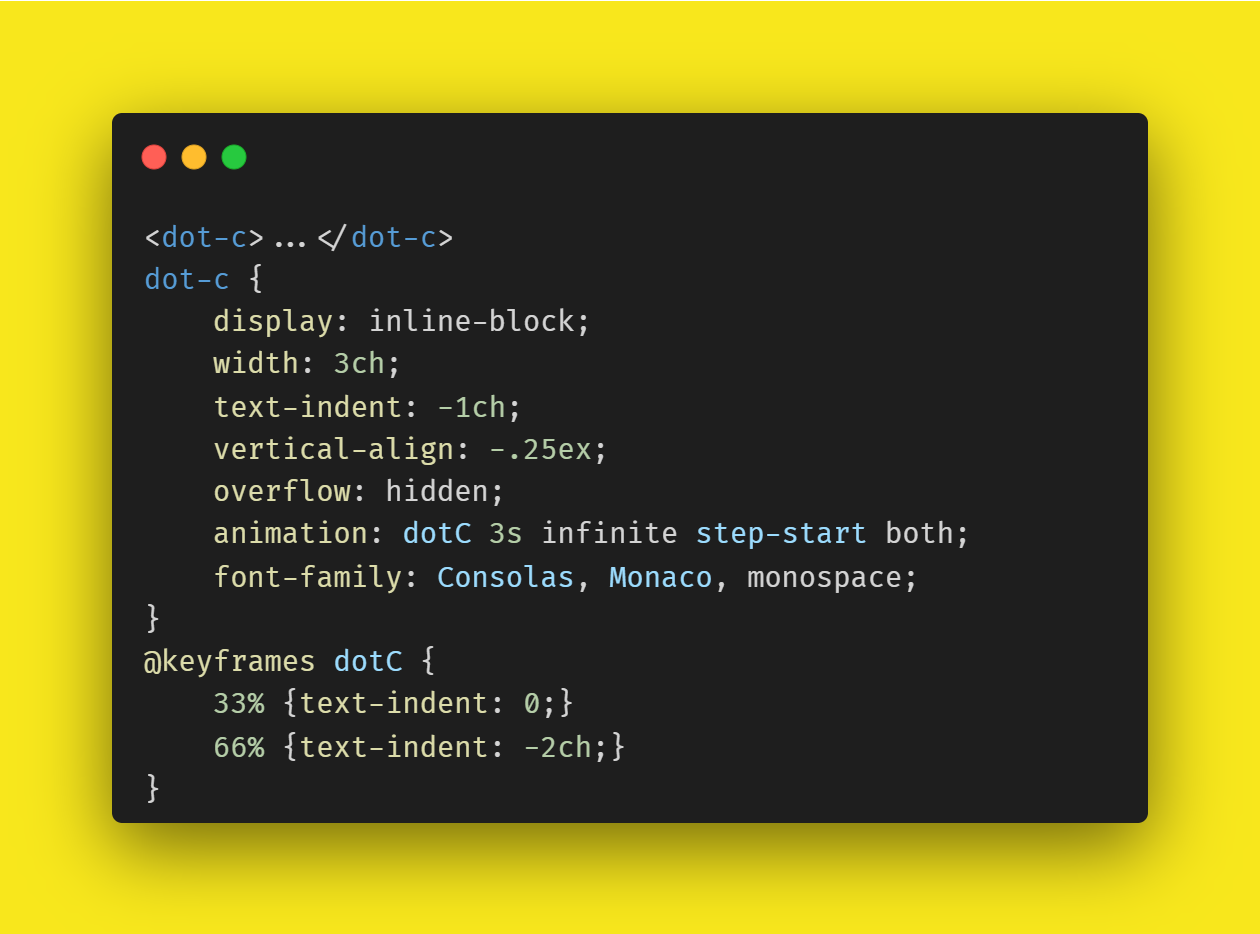 <dot-c>...</dot-c>
dot-c {
    display: inline-block;
    width: 3ch;
    text-indent: -1ch;
    vertical-align: -.25ex;
    overflow: hidden;
    animation: dotC 3s infinite step-start both;
    font-family: Consolas, Monaco, monospace;
}
@keyframes dotC {
    33% {text-indent: 0;}
    66% {text-indent: -2ch;}
}